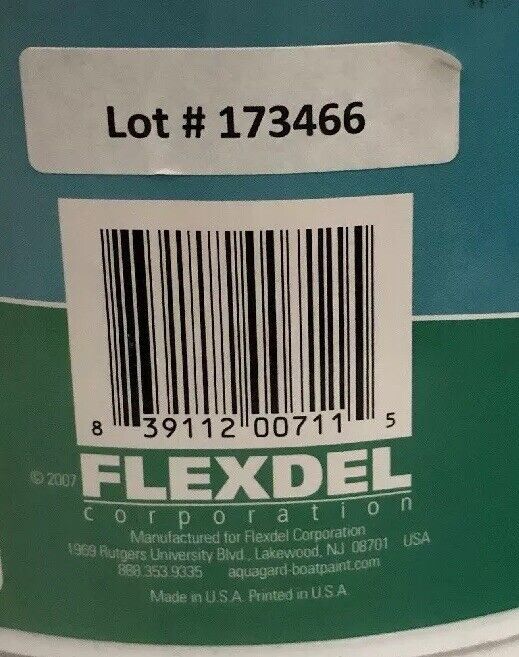 Lot # 173466
8 39112 00711 5
© 2007 FLEXDEL
corporation
Manufactured for Flexdel Corporation
1969 Rutgers University Blvd., Lakewood, NJ 08701 USA
888.353.9335 aquagard-boatpaint.com
Made in U.S.A. Printed in U.S.A.